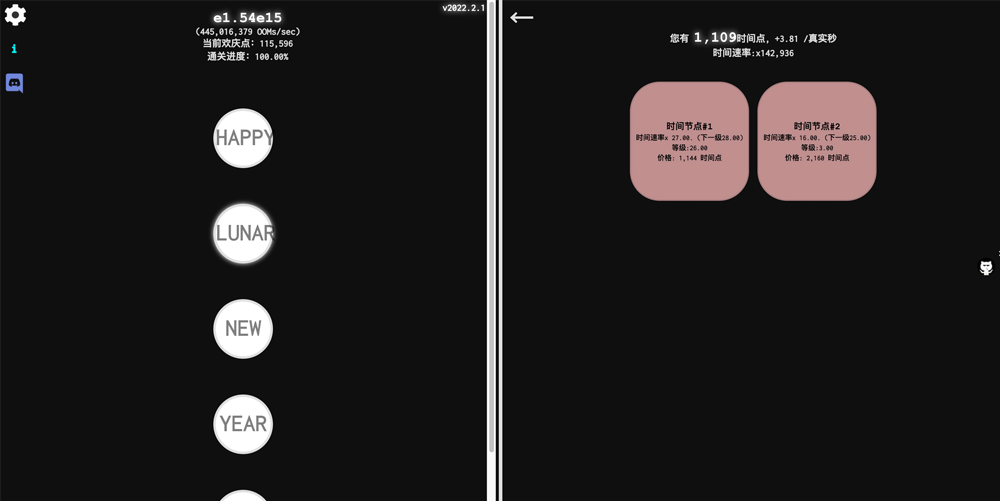 v2022.2.1
e1.54e15
(445,016,379 OOMs/sec)
当前欢庆点: 115,596
通关进度: 100.00%
i
HAPPY
LUNAR
NEW
YEAR
您有 1,109时间点, +3.81 /真实秒
时间速率:x142,936
时间节点#1
时间速率x 27.00. (下一级28.00)
等级:26.00
价格: 1,144 时间点
时间节点#2
时间速率x 16.00. (下一级25.00)
等级:3.00
价格: 2,160 时间点